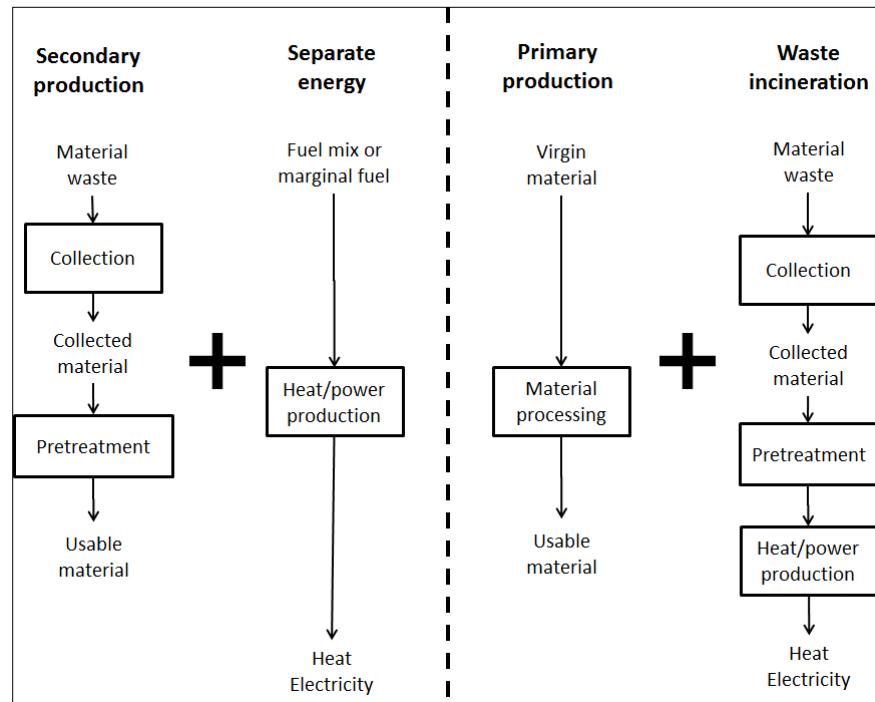 Secondary
production
Material
waste
Collection
Collected
material
Pretreatment
Usable
material
Separate
energy
Fuel mix or
marginal fuel
Heat/power
production
Heat
Electricity
Primary
production
Virgin
material
Material
processing
Usable
material
Waste
incineration
Material
waste
Collection
Collected
material
Pretreatment
Heat/power
production
Heat
Electricity